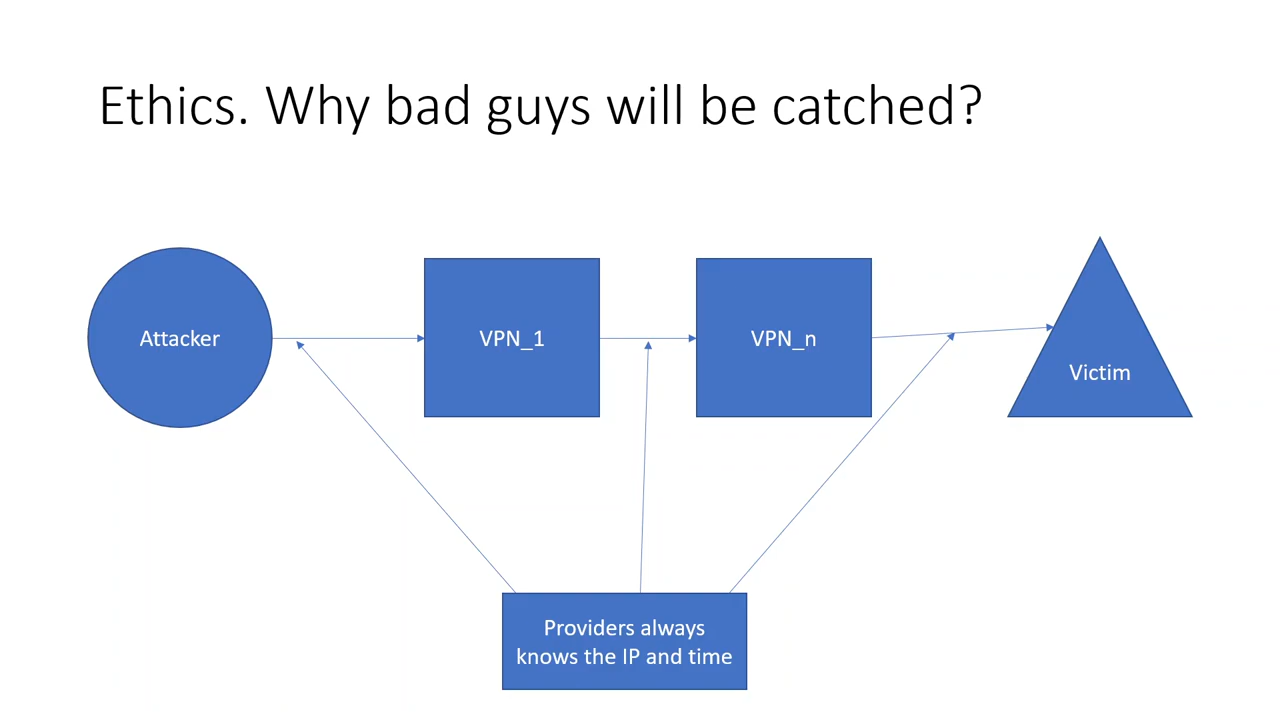 Ethics. Why bad guys will be catched?
Attacker
VPN_1
VPN_n
Victim
Providers always
knows the IP and time